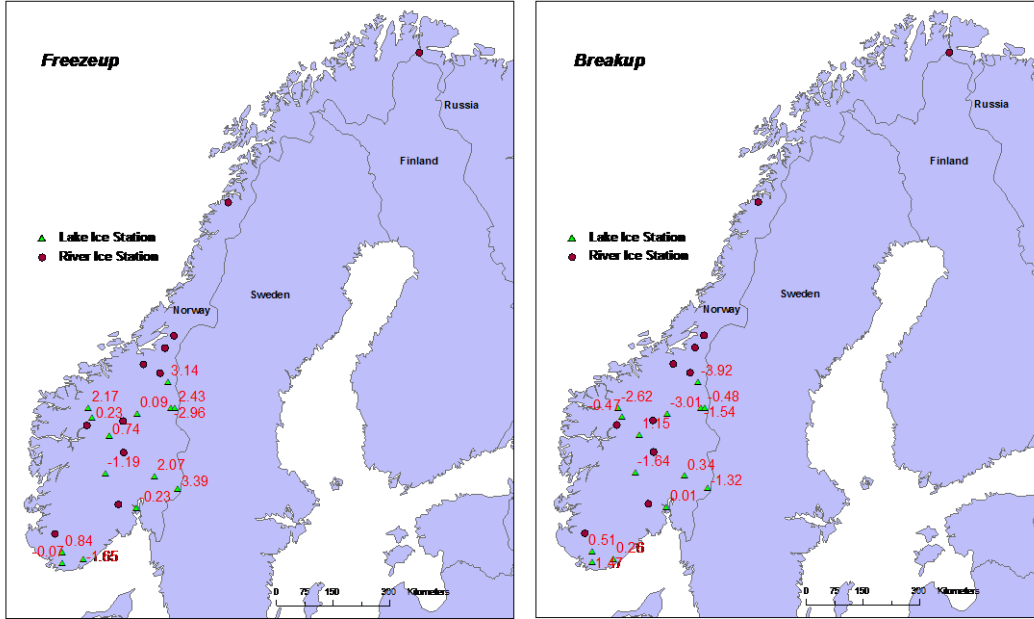 Freezeup
Russia
Finland
Lake Ice Station
River Ice Station
Sweden
Norway
3.14
2.17
0.09
2.43
0.23
-2.96
0.74
-1.19
2.07
3.39
0.23
0.84
-0.07
-1.65
0 75 150 300 Kilometers
Breakup
Russia
Finland
Lake Ice Station
River Ice Station
Sweden
Norway
-3.92
-2.62
-0.47
-3.01
-0.48
-1.54
1.15
-1.64
0.34
-1.32
0.01
0.51
0.26
-1.47
0 75 150 300 Kilometers